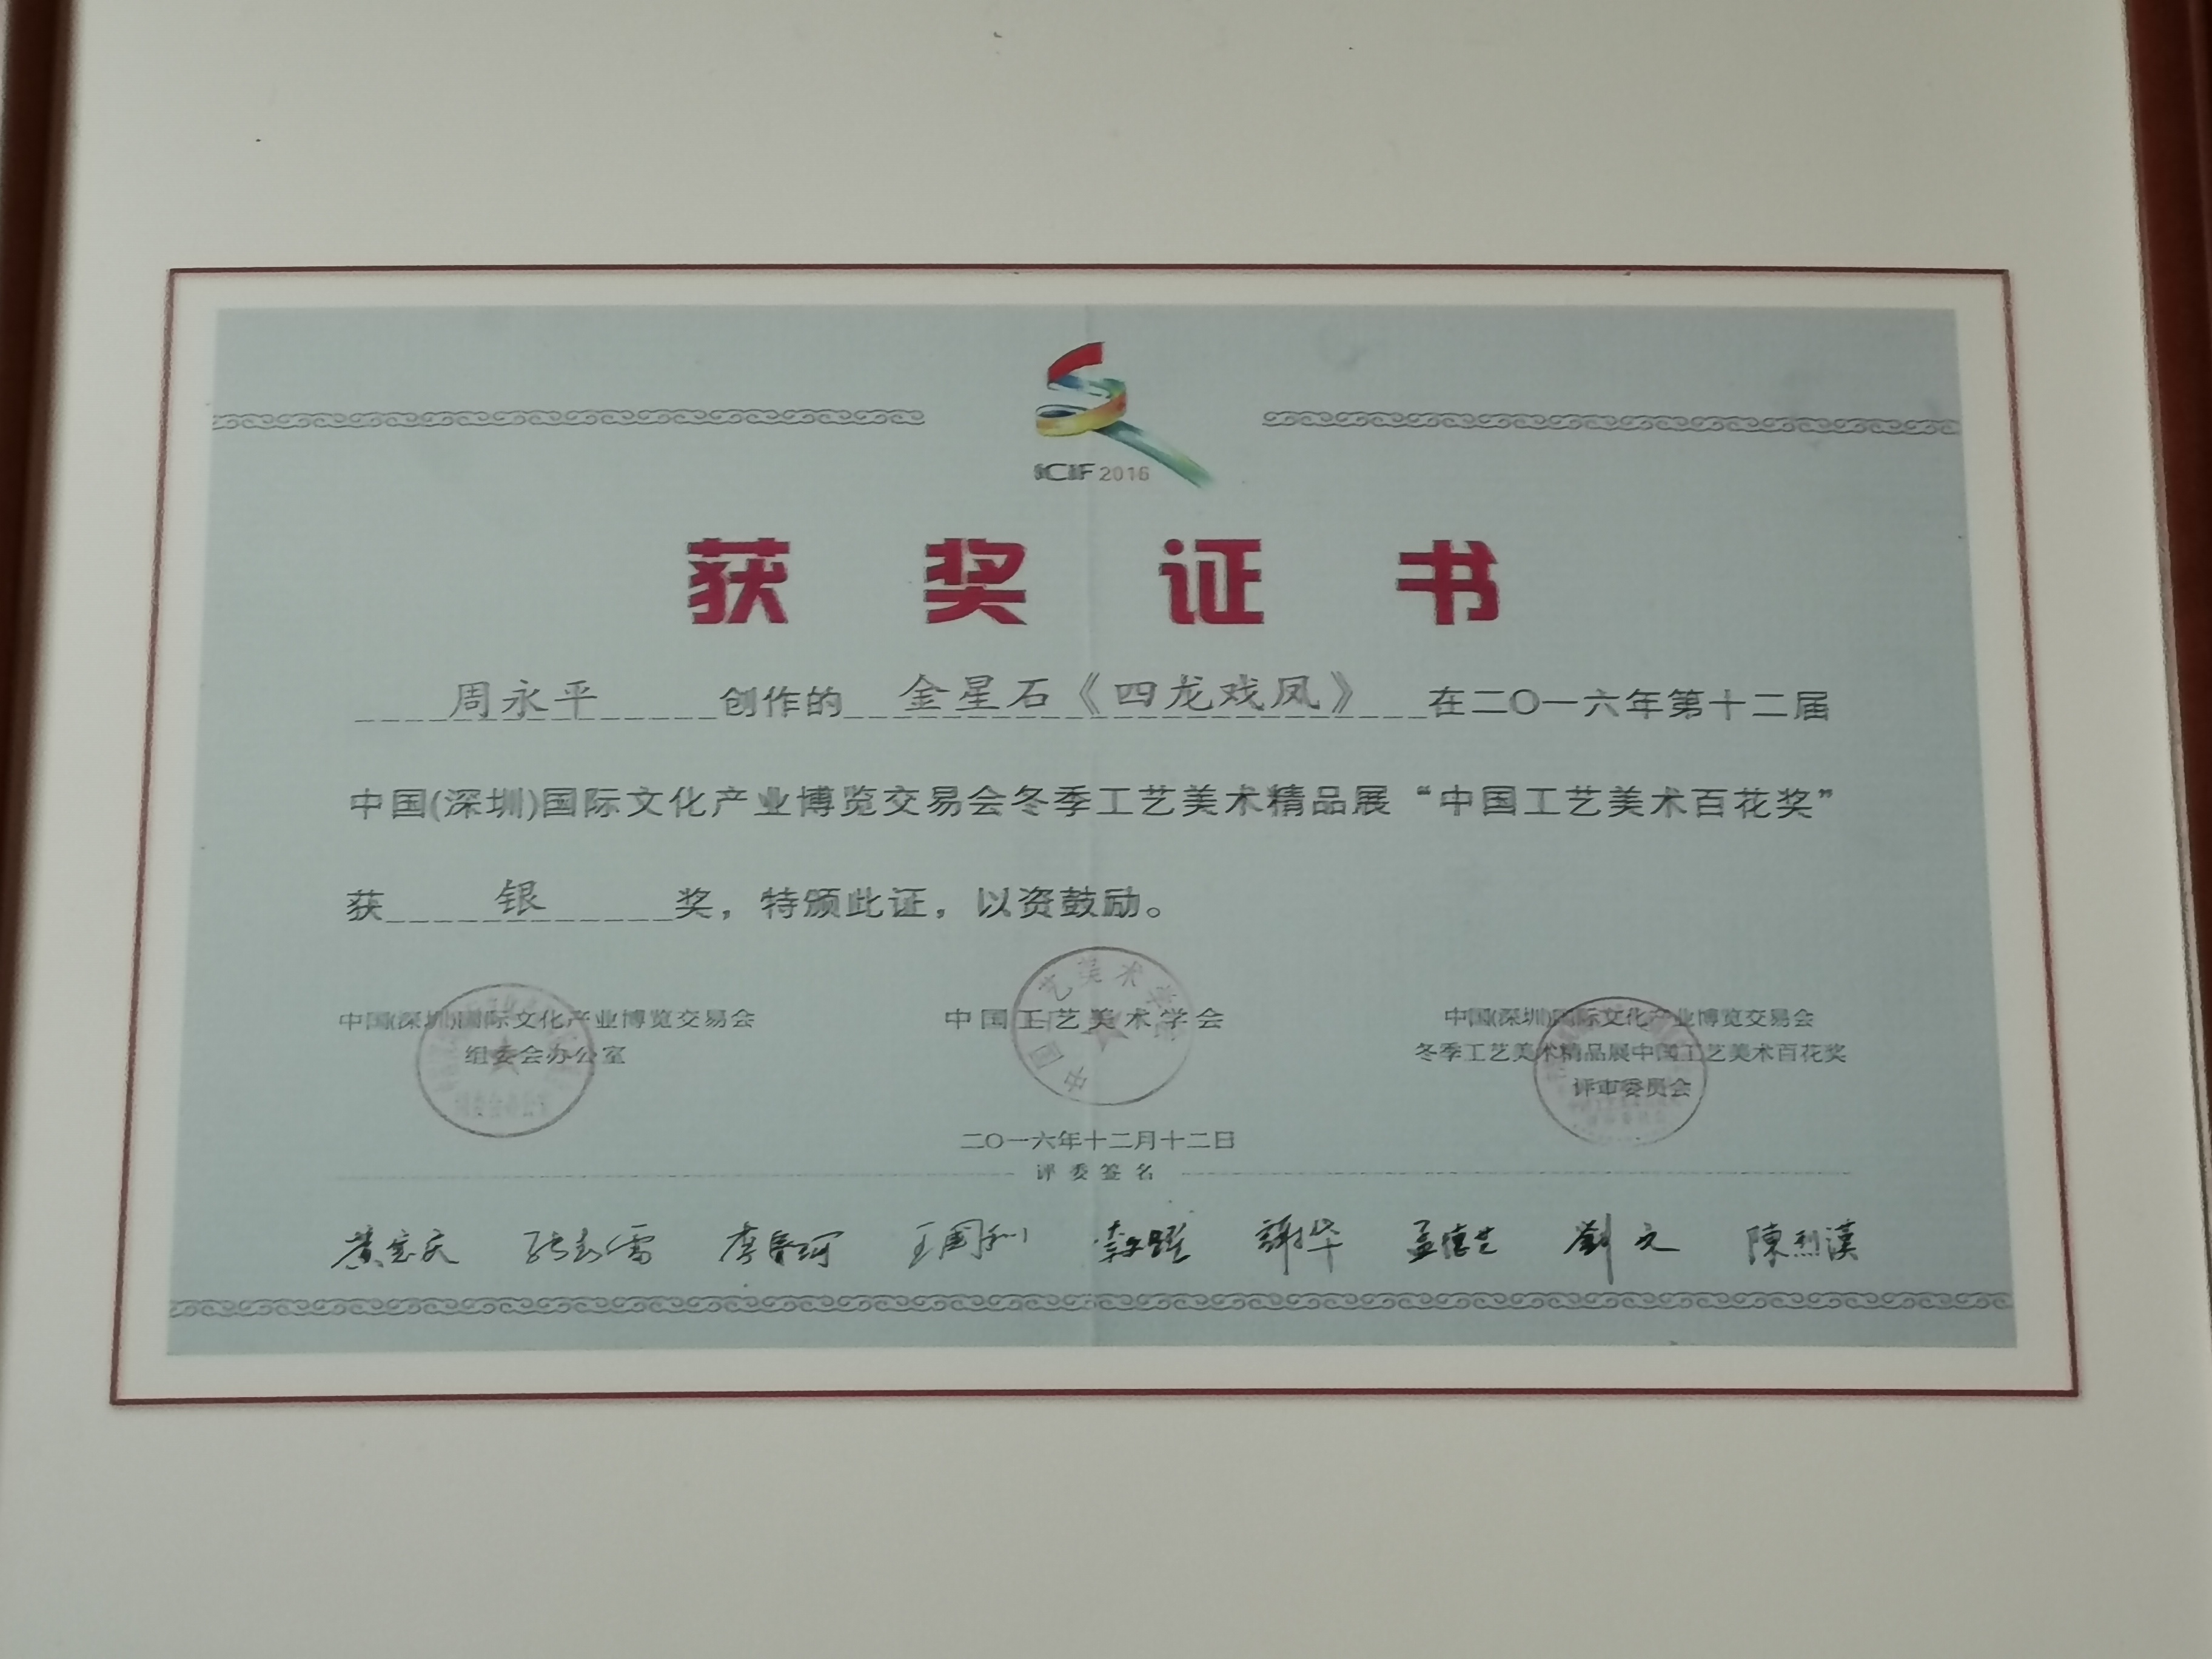 ICIF 2016
获奖证书
周永平 创作的 金星石《四龙戏凤》 在二〇一六年第十二届
中国(深圳)国际文化产业博览交易会冬季工艺美术精品展“中国工艺美术百花奖”
获 银 奖，特颁此证，以资鼓励。
中国(深圳)国际文化产业博览交易会
组委会办公室
中国工艺美术学会
中国(深圳)国际文化产业博览交易会
冬季工艺美术精品展中国工艺美术百花奖
评审委员会
二〇一六年十二月十二日
评委签名
王国和 謝华 劉文 陳烈漢